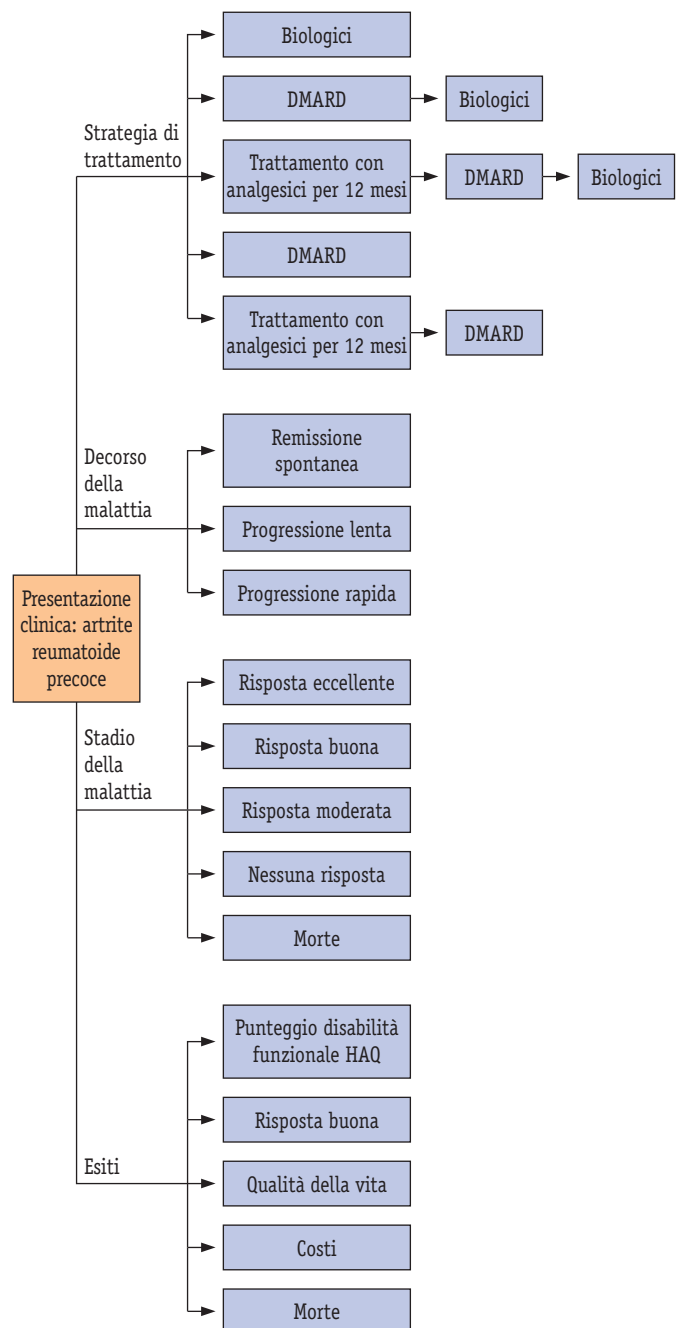 Biologici
DMARD
Biologici
Strategia di
trattamento
Trattamento con
analgesici per 12 mesi
DMARD
Biologici
DMARD
Trattamento con
analgesici per 12 mesi
DMARD
Decorso
della
malattia
Remissione
spontanea
Progressione lenta
Progressione rapida
Presentazione
clinica: artrite
reumatoide
precoce
Stadio
della
malattia
Risposta eccellente
Risposta buona
Risposta moderata
Nessuna risposta
Morte
Esiti
Punteggio disabilità
funzionale HAQ
Risposta buona
Qualità della vita
Costi
Morte